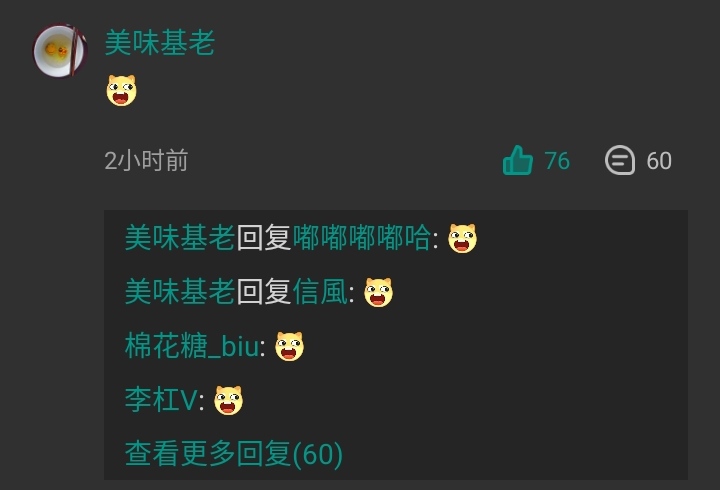 美味基老
2小时前 76 60
美味基老回复嘟嘟嘟嘟哈:
美味基老回复信風:
棉花糖_biu:
李杠V:
查看更多回复(60)